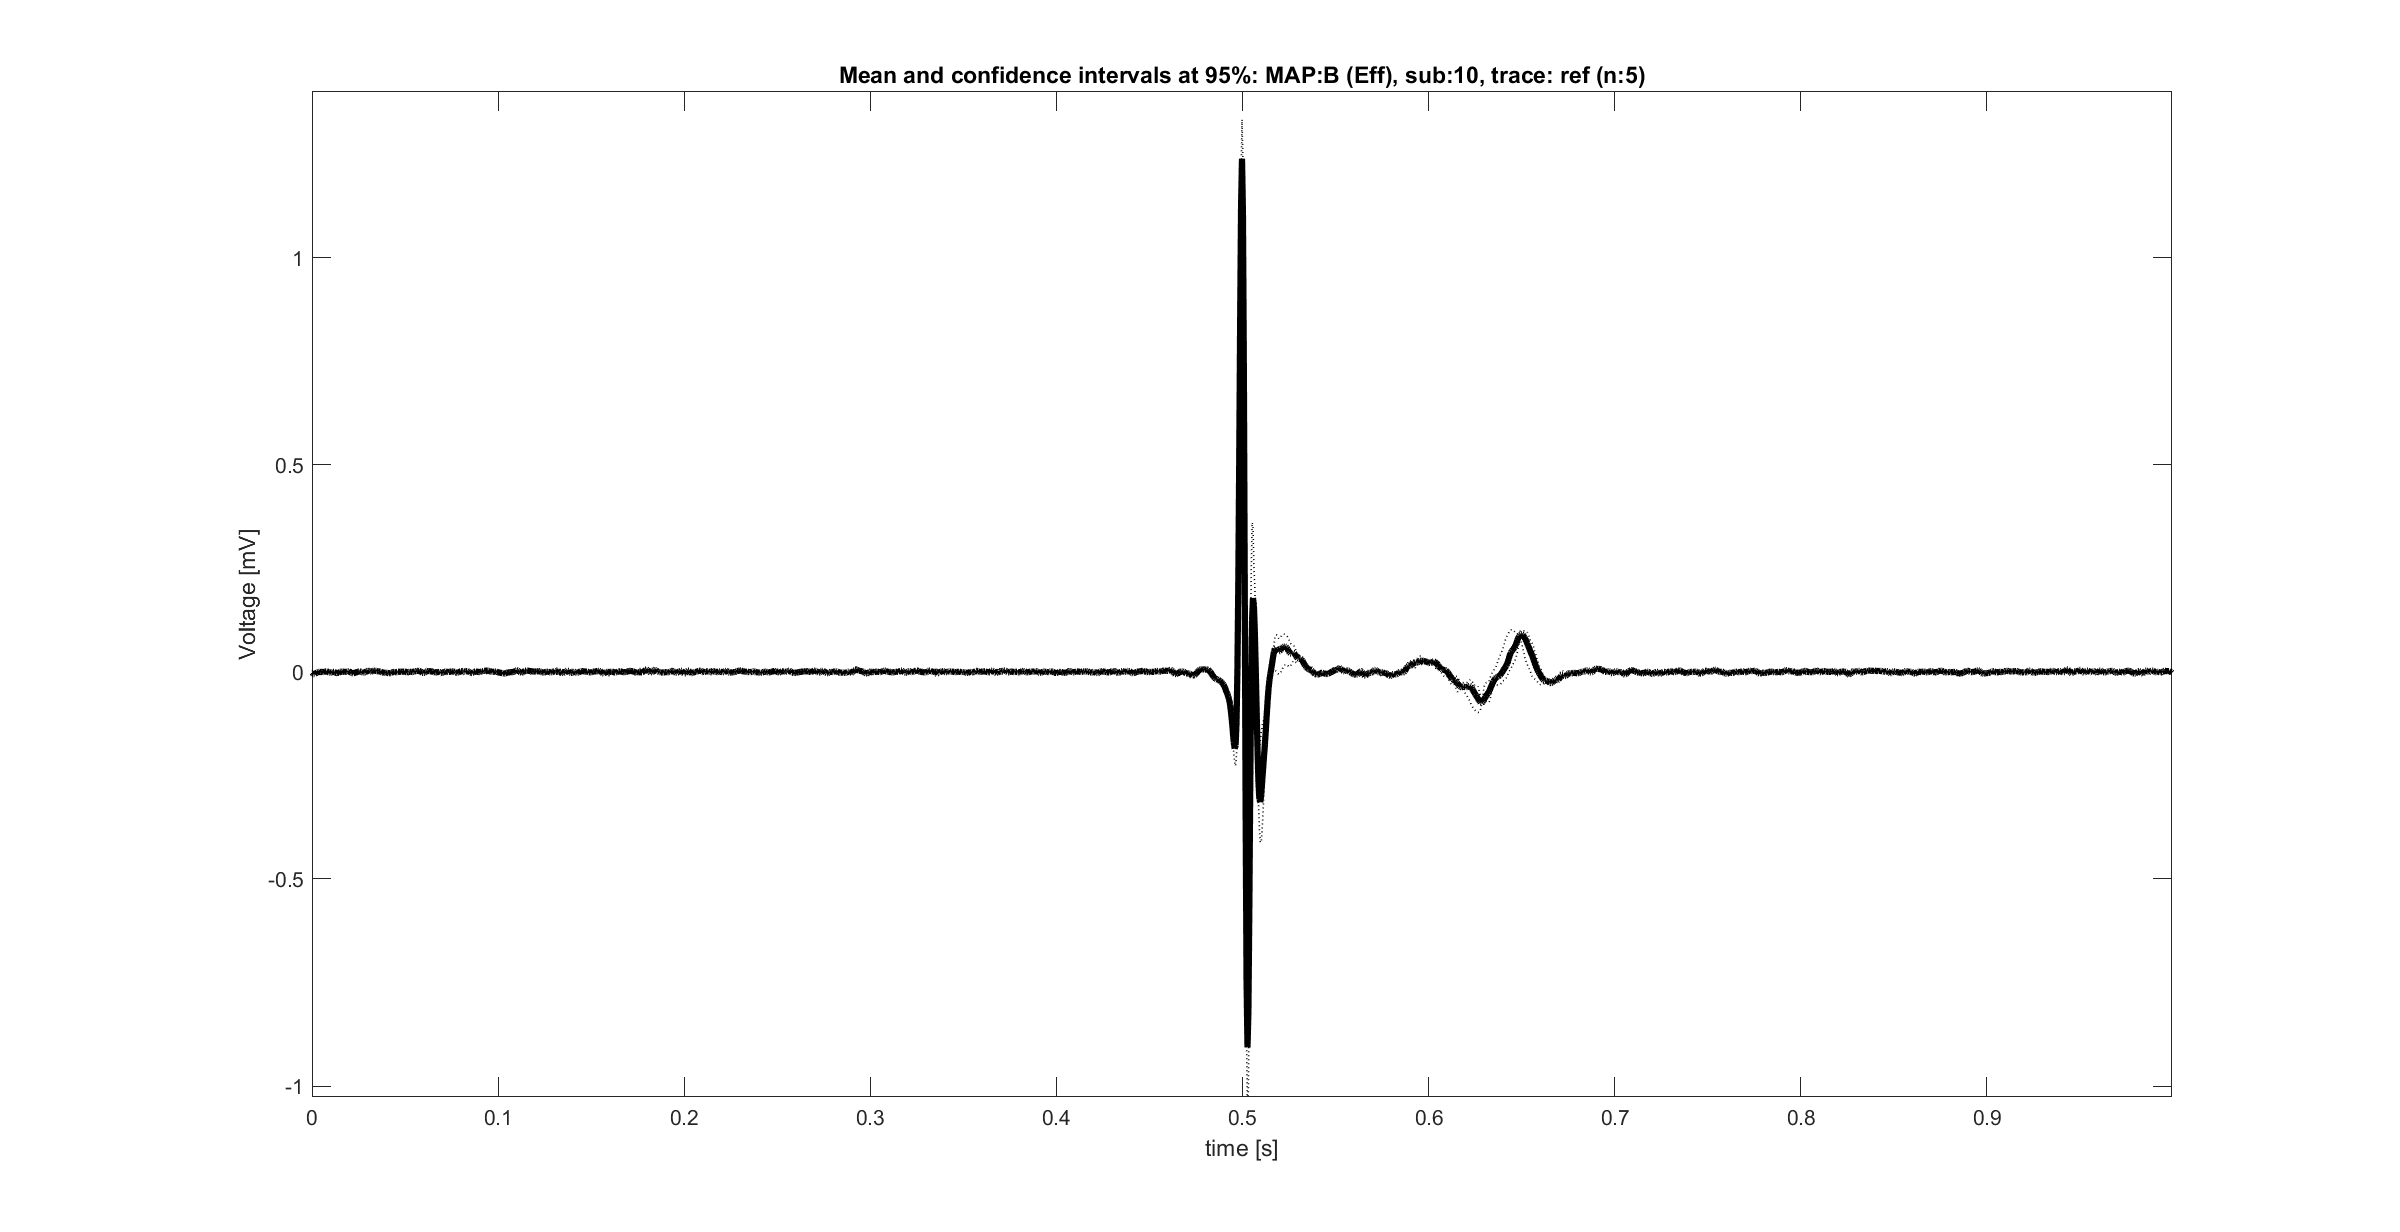 Mean and confidence intervals at 95%: MAP:B (Eff), sub:10, trace: ref (n:5)
1
0.5
0
-0.5
-1
Voltage [mV]
0 0.1 0.2 0.3 0.4 0.5 0.6 0.7 0.8 0.9
time [s]